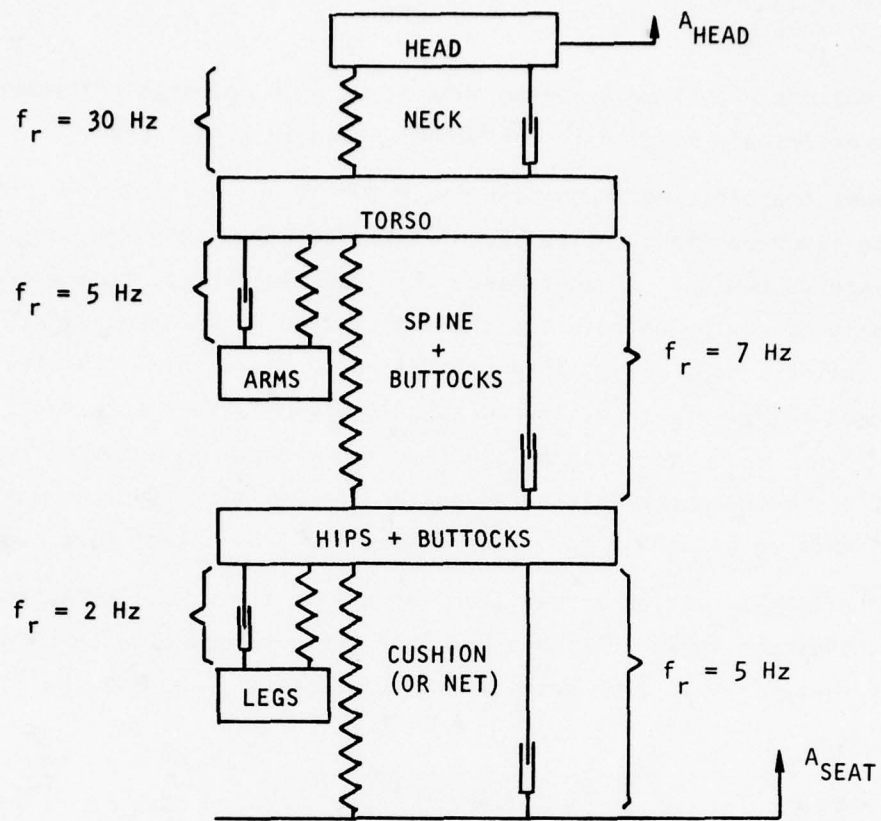 HEAD
A_HEAD
f_r = 30 Hz
NECK
TORSO
f_r = 5 Hz
SPINE
+
BUTTOCKS
f_r = 7 Hz
ARMS
HIPS + BUTTOCKS
f_r = 2 Hz
CUSHION
(OR NET)
f_r = 5 Hz
LEGS
A_SEAT